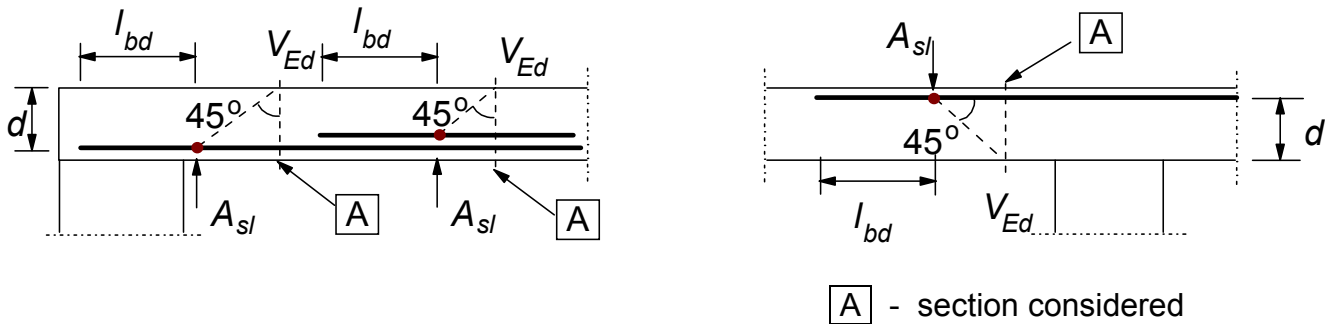 l_bd
l_bd
V_Ed
V_Ed
45°
45°
d
A_sl
A
A_sl
A
A_sl
A
45°
d
l_bd
V_Ed
A - section considered